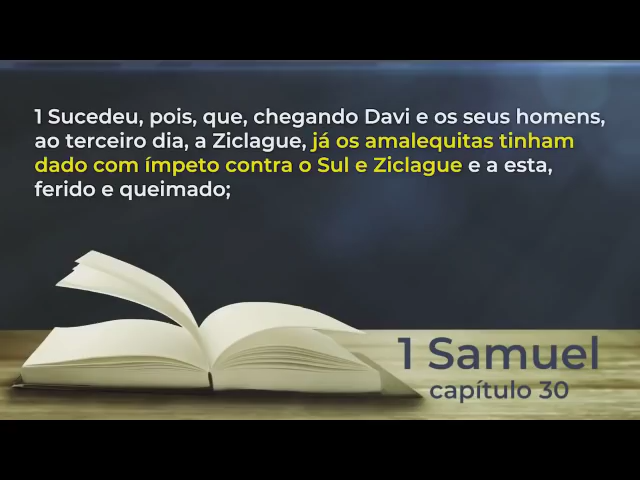 1 Sucedeu, pois, que, chegando Davi e os seus homens,
ao terceiro dia, a Ziclague, já os amalequitas tinham
dado com ímpeto contra o Sul e Ziclague e a esta,
ferido e queimado;
1 Samuel
capítulo 30